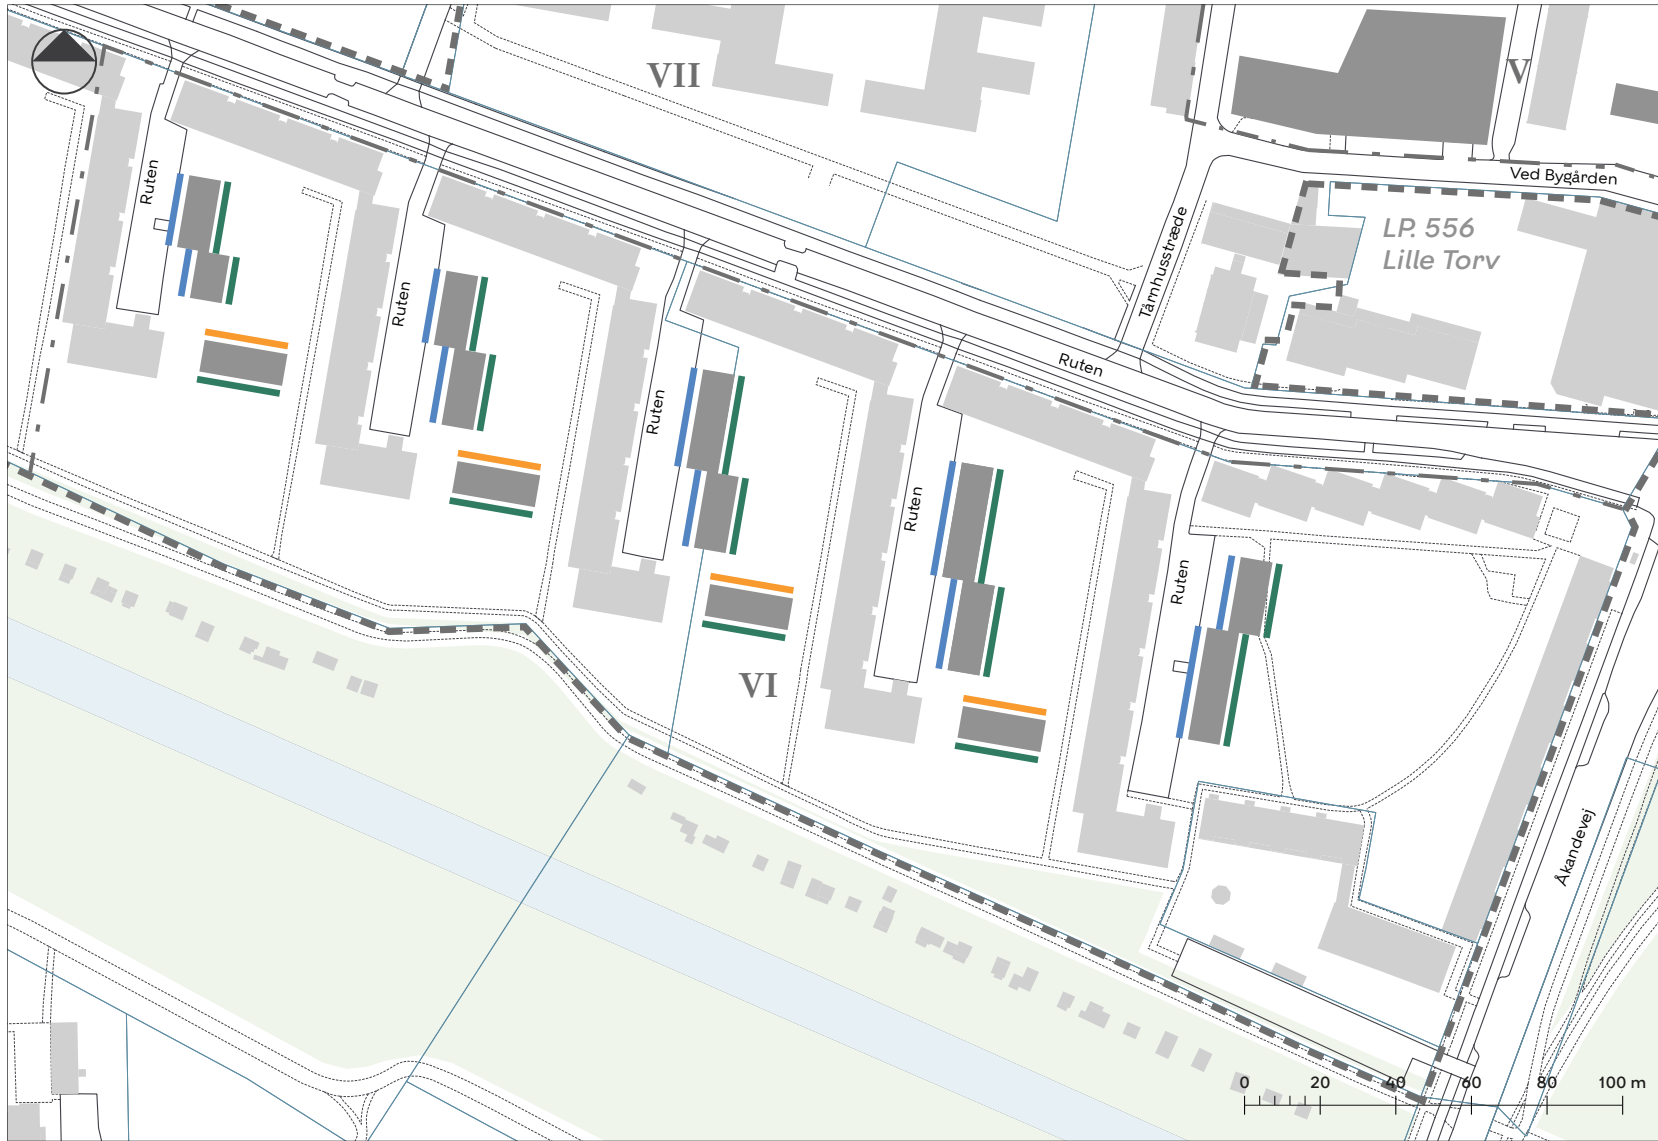 VII
V
Ved Bygården
LP. 556
Lille Torv
Tårnhusstræde
Ruten
Ruten
Ruten
Ruten
Ruten
Ruten
VI
Åkandevej
0 20 40 60 80 100 m